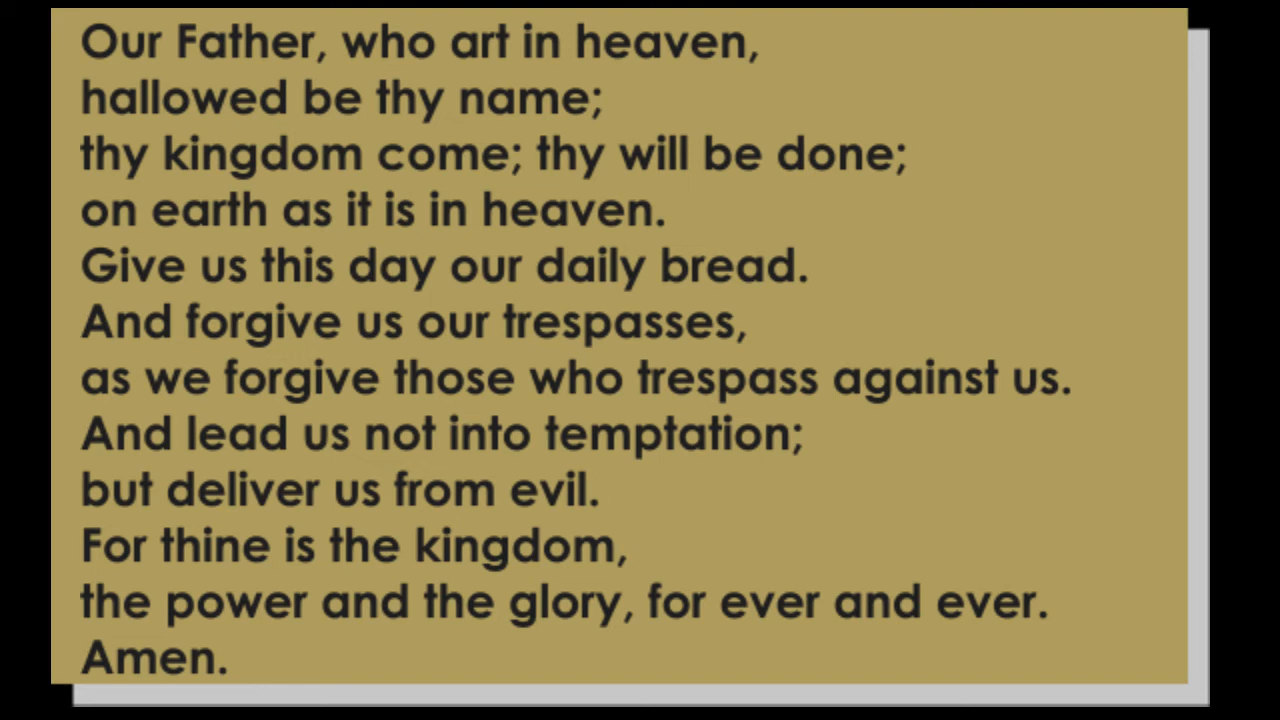 Our Father, who art in heaven,
hallowed be thy name;
thy kingdom come; thy will be done;
on earth as it is in heaven.
Give us this day our daily bread.
And forgive us our trespasses,
as we forgive those who trespass against us.
And lead us not into temptation;
but deliver us from evil.
For thine is the kingdom,
the power and the glory, for ever and ever.
Amen.